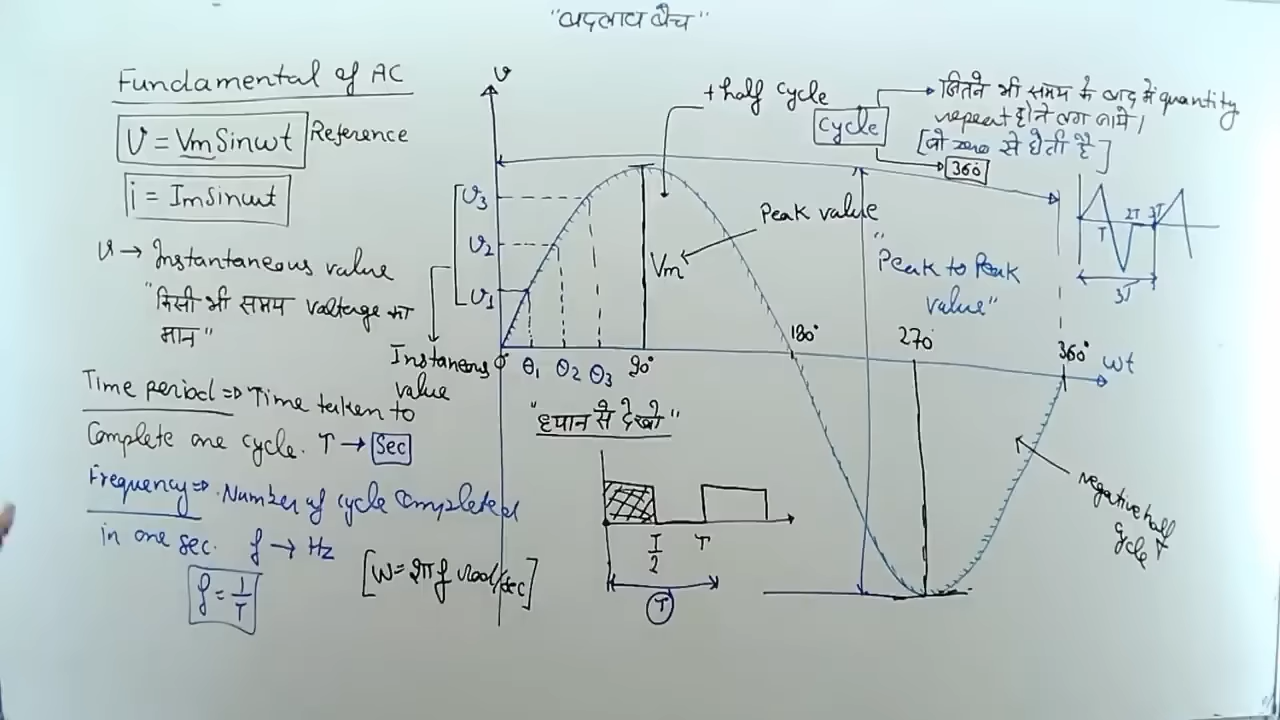 "बदलाव बैच"
Fundamental of AC
V = Vm Sinωt Reference
i = Im Sinωt
v → Instantaneous value
"किसी भी समय voltage का
मान"
Time period ⇒ Time taken to
Complete one cycle. T → Sec
Frequency ⇒ Number of cycle Completed
in one sec. f → Hz
f = 1/T
[W = 2πf rad/sec]
v
v3
v2
v1
Instaneous
value
0°
θ1
θ2
θ3
90°
180°
270
360°
wt
+ half cycle
Cycle
→ जितने भी समय के बाद में quantity
repeat होने लग जाये।
[जो zero से होती है]
→ 360
Peak value
Vm
"Peak to Peak
value"
T
2T
3T
3T
"ध्यान से देखो"
T/2
T
T
negative half
cycle